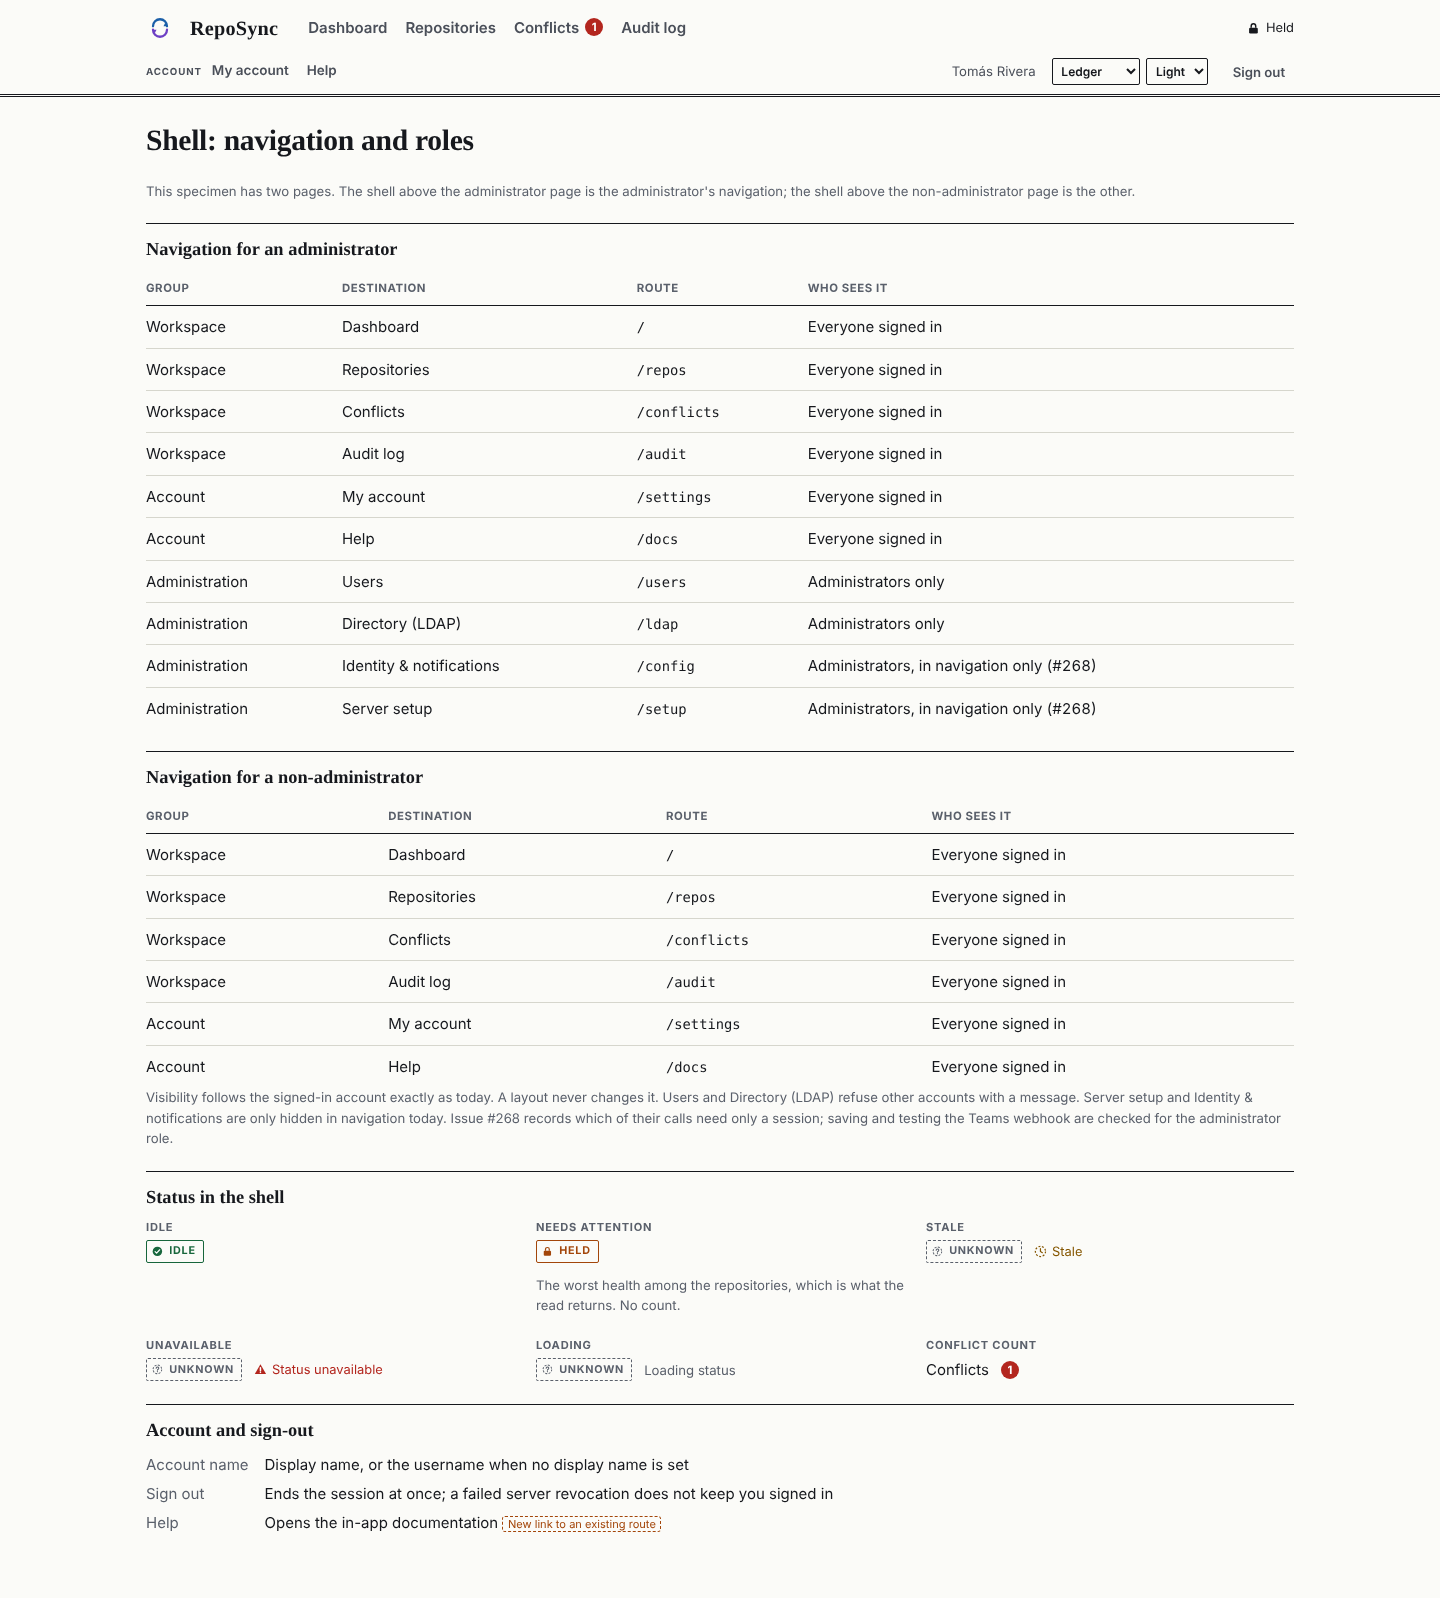 RepoSync Dashboard Repositories Conflicts 1 Audit log Held
ACCOUNT My account Help Tomás Rivera Ledger Light Sign out
Shell: navigation and roles
This specimen has two pages. The shell above the administrator page is the administrator's navigation; the shell above the non-administrator page is the other.
Navigation for an administrator
GROUP DESTINATION ROUTE WHO SEES IT
Workspace Dashboard / Everyone signed in
Workspace Repositories /repos Everyone signed in
Workspace Conflicts /conflicts Everyone signed in
Workspace Audit log /audit Everyone signed in
Account My account /settings Everyone signed in
Account Help /docs Everyone signed in
Administration Users /users Administrators only
Administration Directory (LDAP) /ldap Administrators only
Administration Identity & notifications /config Administrators, in navigation only (#268)
Administration Server setup /setup Administrators, in navigation only (#268)
Navigation for a non-administrator
GROUP DESTINATION ROUTE WHO SEES IT
Workspace Dashboard / Everyone signed in
Workspace Repositories /repos Everyone signed in
Workspace Conflicts /conflicts Everyone signed in
Workspace Audit log /audit Everyone signed in
Account My account /settings Everyone signed in
Account Help /docs Everyone signed in
Visibility follows the signed-in account exactly as today. A layout never changes it. Users and Directory (LDAP) refuse other accounts with a message. Server setup and Identity &
notifications are only hidden in navigation today. Issue #268 records which of their calls need only a session; saving and testing the Teams webhook are checked for the administrator
role.
Status in the shell
IDLE NEEDS ATTENTION STALE
IDLE HELD UNKNOWN Stale
The worst health among the repositories, which is what the
read returns. No count.
UNAVAILABLE LOADING CONFLICT COUNT
UNKNOWN Status unavailable UNKNOWN Loading status Conflicts 1
Account and sign-out
Account name Display name, or the username when no display name is set
Sign out Ends the session at once; a failed server revocation does not keep you signed in
Help Opens the in-app documentation New link to an existing route